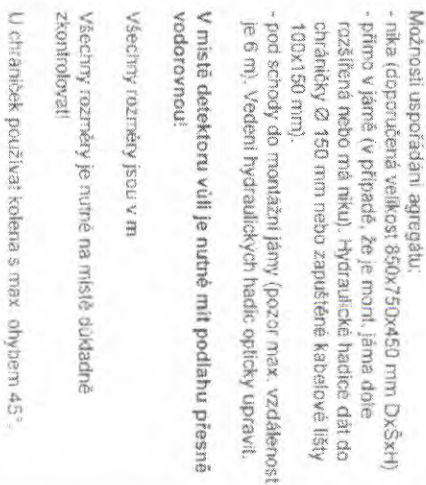 Možnosti uspořádání agregátu:
- nika (doporučená velikost 850x750x450 mm DxŠxH)
- přímo v jámě (v případě, že je mont. jáma dole
rozšířená nebo má niku). Hydraulické hadice dát do
chráničky Ø 150 mm nebo zapuštěné kabelové lišty
100x150 mm).
- pod schody do montážní jámy (pozor max. vzdálenost
je 6 m). Vedení hydraulických hadic opticky upravit.
V místě detektoru vůlí je nutné mít podlahu přesně
vodorovnou!
Všechny rozměry jsou v m
Všechny rozměry je nutné na místě důkladně
zkontrolovat!
U chrániček používat kolena s max. ohybem 45°.